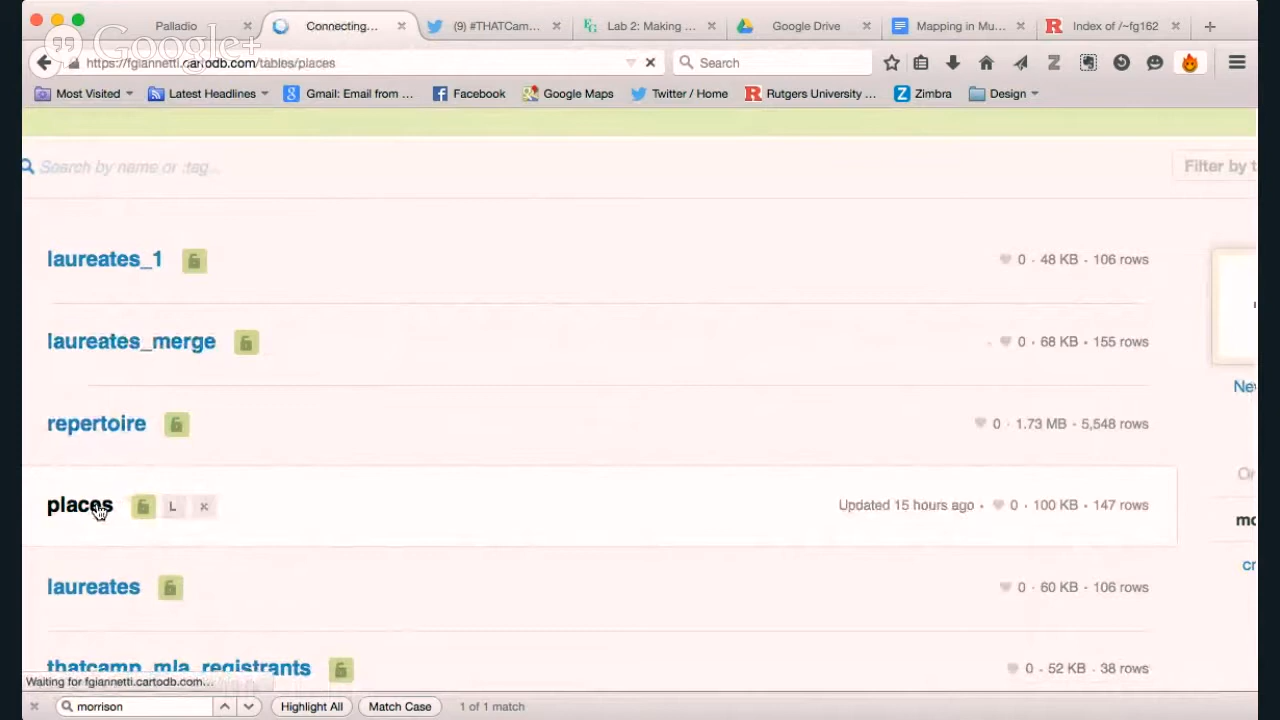 Palladio
Connecting...
(9) #THATCam...
Lab 2: Making ...
Google Drive
Mapping in Mu...
Index of /~fg162
Google+
https://fgiannetti.cartodb.com/tables/places
Search
Most Visited
Latest Headlines
Gmail: Email from ...
Facebook
Google Maps
Twitter / Home
Rutgers University ...
Zimbra
Design
Search by name or :tag...
Filter by t
laureates_1
0 · 48 KB · 106 rows
laureates_merge
0 · 68 KB · 155 rows
Ne
repertoire
0 · 1.73 MB · 5,548 rows
Or
places
L
Updated 15 hours ago · 0 · 100 KB · 147 rows
mo
cr
laureates
0 · 60 KB · 106 rows
thatcamp_mla_registrants
0 · 52 KB · 38 rows
Waiting for fgiannetti.cartodb.com...
morrison
Highlight All
Match Case
1 of 1 match